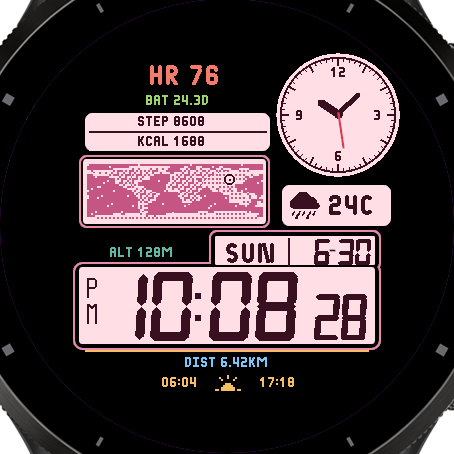 HR 76
BAT 24.3D
STEP 8608
KCAL 1688
12
3
6
9
24C
ALT 128M
SUN 6-30
PM 10:08 28
DIST 6.42KM
06:04 17:18